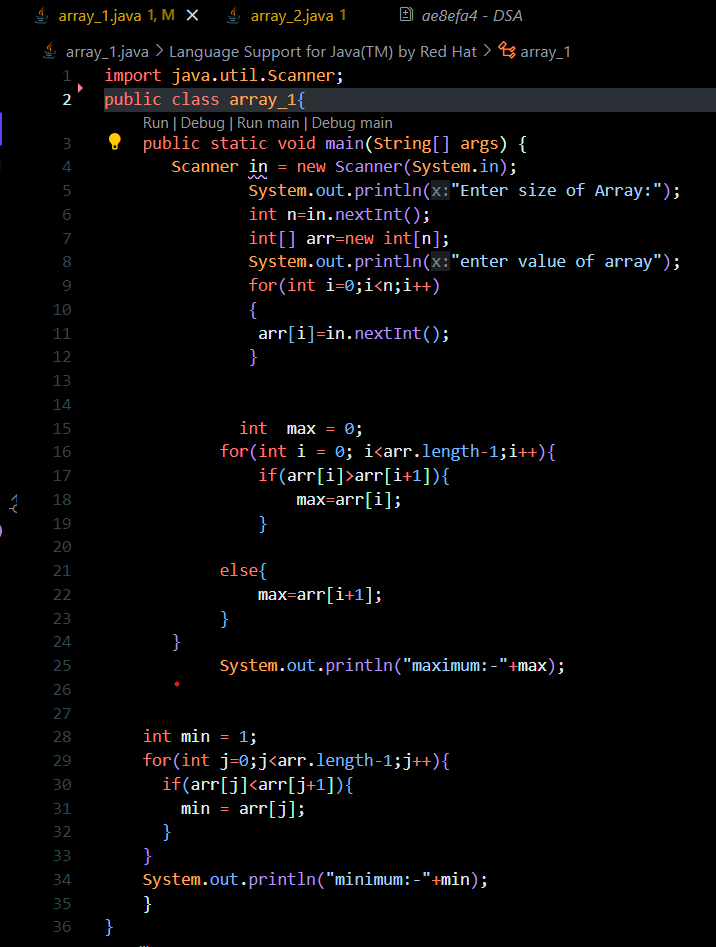 array_1.java 1, M array_2.java 1 ae8efa4 - DSA
array_1.java > Language Support for Java(TM) by Red Hat > array_1
1 import java.util.Scanner;
2 public class array_1{
Run | Debug | Run main | Debug main
3 public static void main(String[] args) {
4 Scanner in = new Scanner(System.in);
5 System.out.println(x:"Enter size of Array:");
6 int n=in.nextInt();
7 int[] arr=new int[n];
8 System.out.println(x:"enter value of array");
9 for(int i=0;i<n;i++)
10 {
11 arr[i]=in.nextInt();
12 }
13
14
15 int  max = 0;
16 for(int i = 0; i<arr.length-1;i++){
17 if(arr[i]>arr[i+1]){
18 max=arr[i];
19 }
20
21 else{
22 max=arr[i+1];
23 }
24 }
25 System.out.println("maximum:-"+max);
26
27
28 int min = 1;
29 for(int j=0;j<arr.length-1;j++){
30 if(arr[j]<arr[j+1]){
31 min = arr[j];
32 }
33 }
34 System.out.println("minimum:-"+min);
35 }
36 }